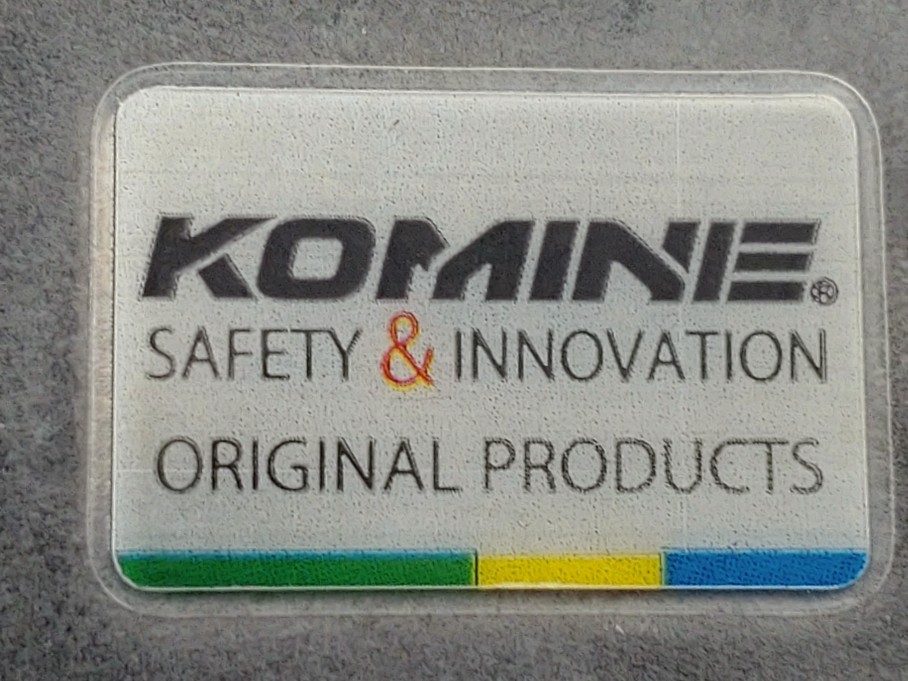 KOMINE®
SAFETY & INNOVATION
ORIGINAL PRODUCTS